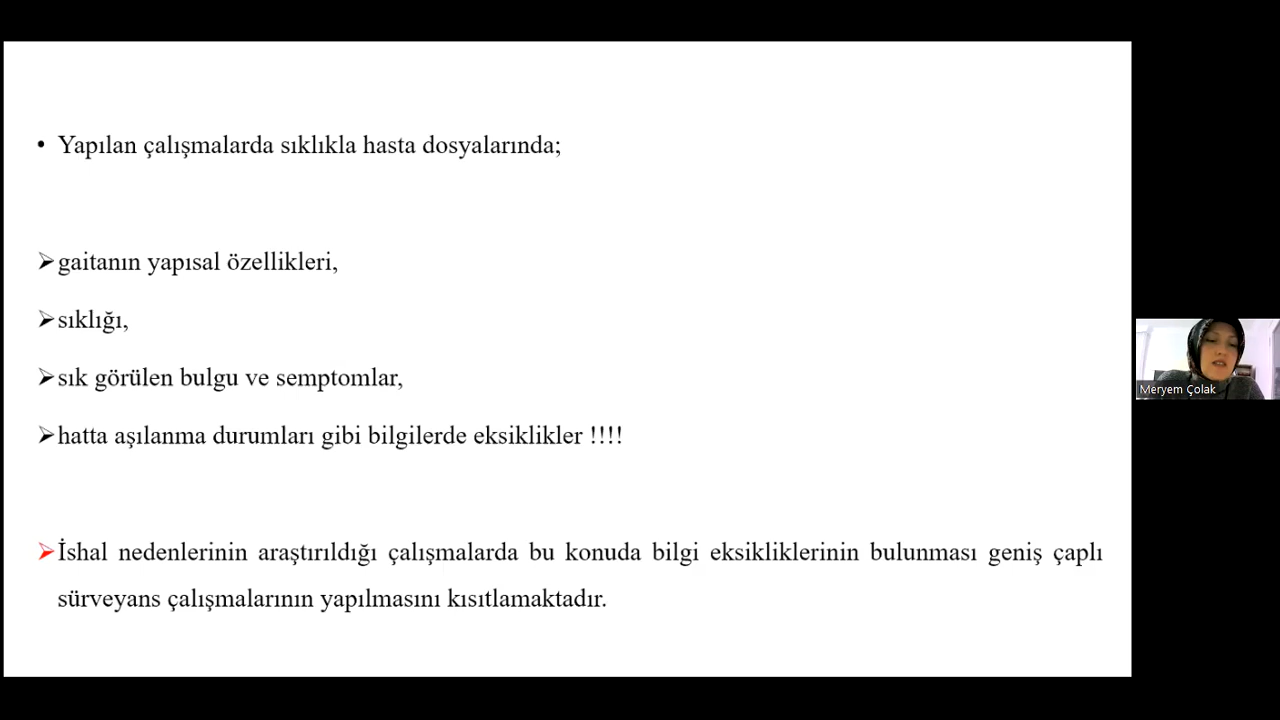 • Yapılan çalışmalarda sıklıkla hasta dosyalarında;
➢gaitanın yapısal özellikleri,
➢sıklığı,
➢sık görülen bulgu ve semptomlar,
➢hatta aşılanma durumları gibi bilgilerde eksiklikler !!!!
➢İshal nedenlerinin araştırıldığı çalışmalarda bu konuda bilgi eksikliklerinin bulunması geniş çaplı
sürveyans çalışmalarının yapılmasını kısıtlamaktadır.
Meryem Çolak